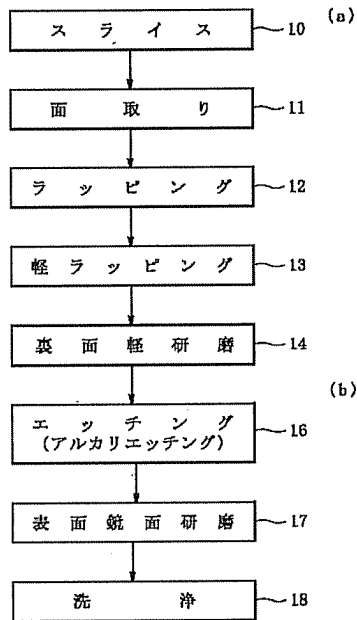 (a)
スライス 10
面取り 11
ラッピング 12
軽ラッピング 13
裏面軽研磨 14
(b)
エッチング
(アルカリエッチング) 16
表面鏡面研磨 17
洗浄 18